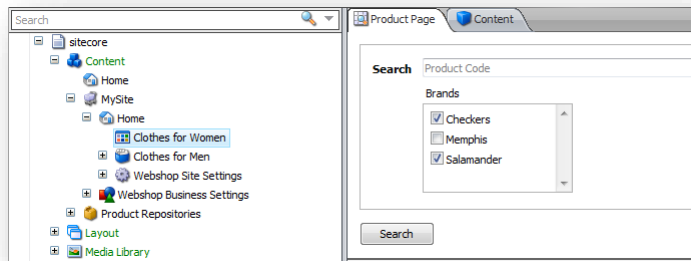 Search
sitecore
Content
Home
MySite
Home
Clothes for Women
Clothes for Men
Webshop Site Settings
Webshop Business Settings
Product Repositories
Layout
Media Library
Product Page Content
Search Product Code
Brands
Checkers
Memphis
Salamander
Search